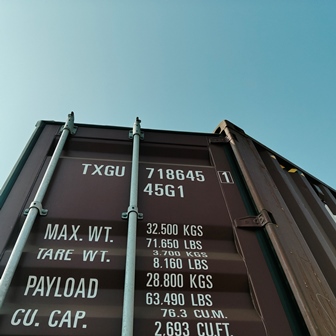 TXGU 718645 1
45G1
MAX. WT. 32.500 KGS
71.650 LBS
TARE WT. 3.700 KGS
8.160 LBS
PAYLOAD 28.800 KGS
63.490 LBS
CU. CAP. 76.3 CU.M.
2.693 CU.FT.